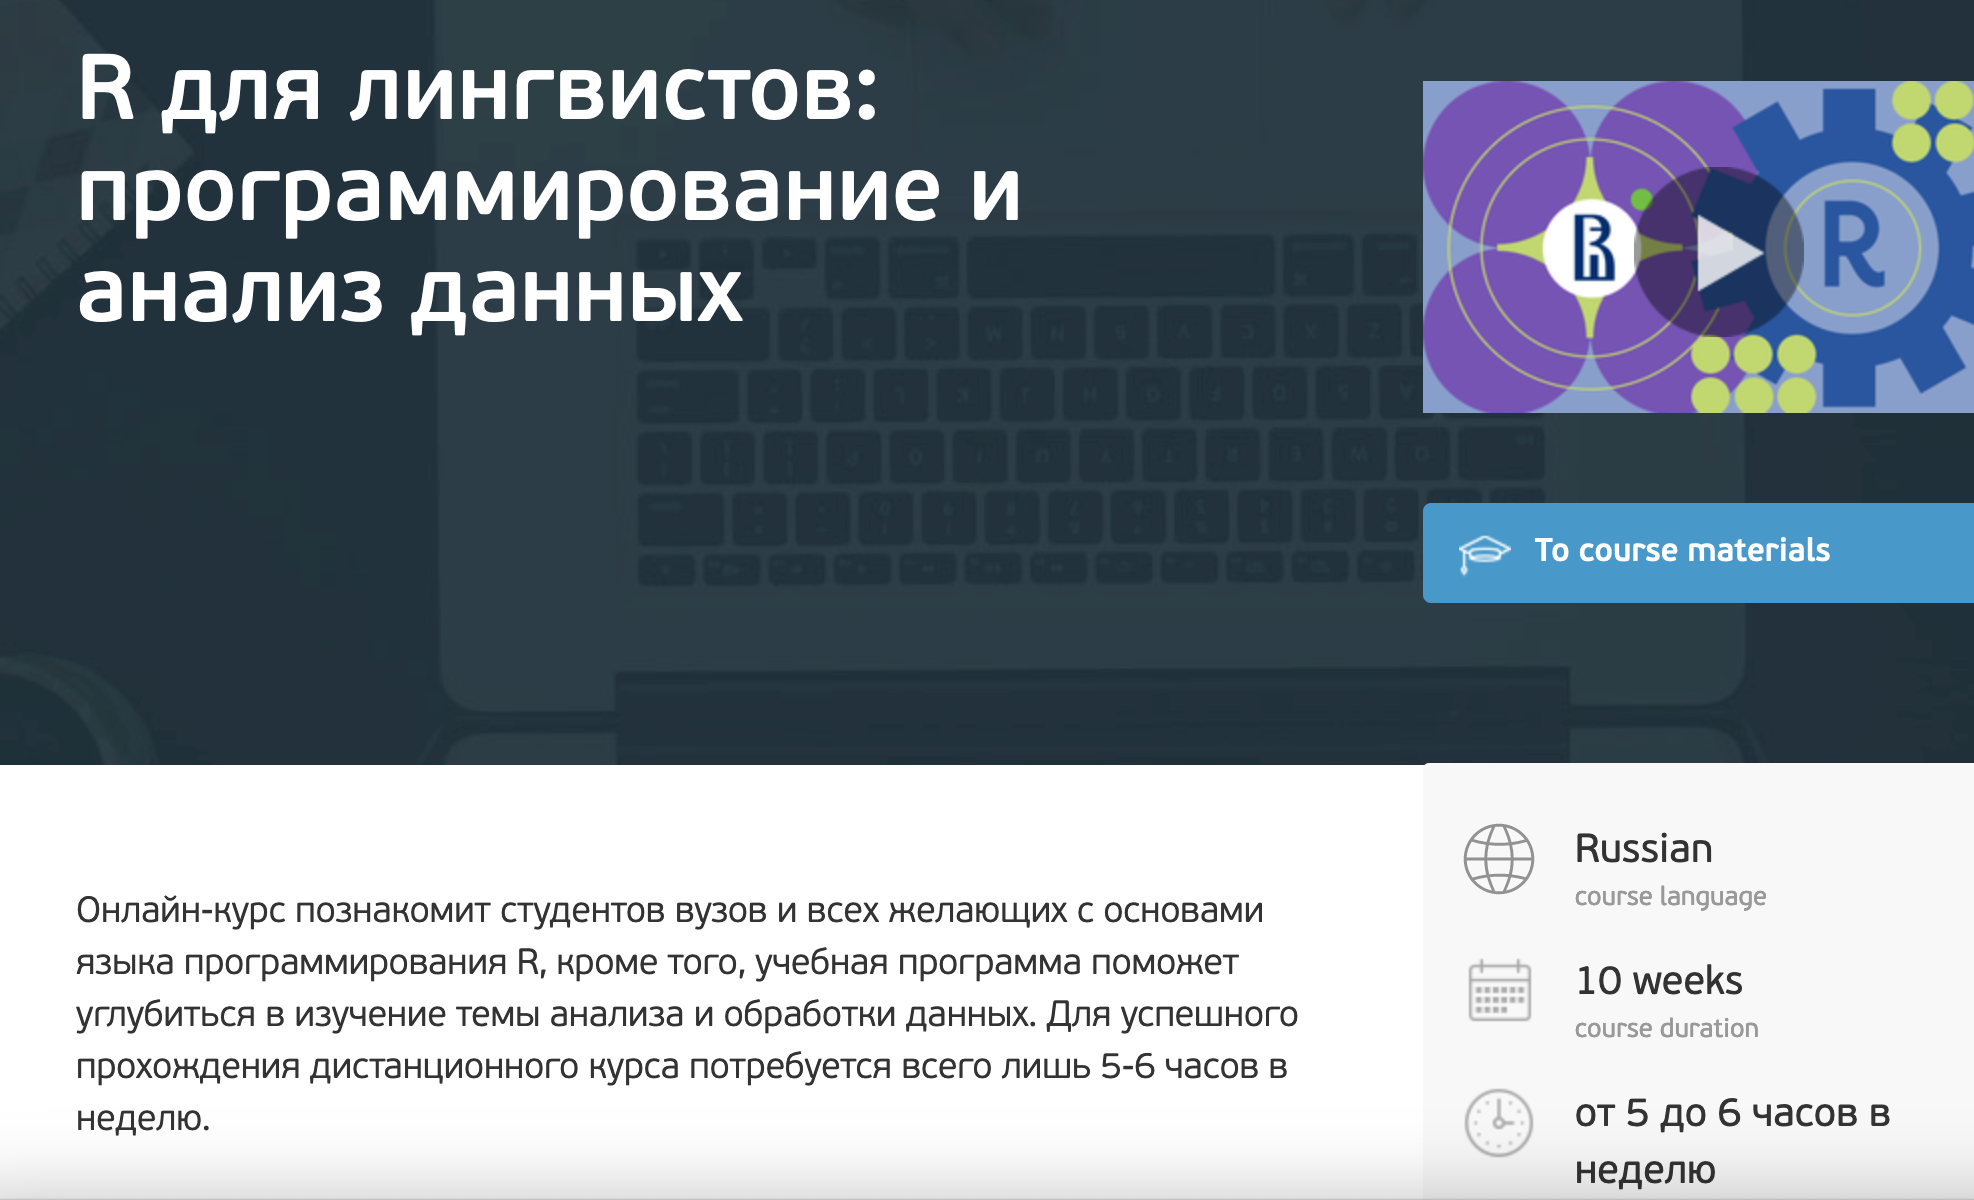 R для лингвистов:
программирование и
анализ данных
R
To course materials
Онлайн-курс познакомит студентов вузов и всех желающих с основами
языка программирования R, кроме того, учебная программа поможет
углубиться в изучение темы анализа и обработки данных. Для успешного
прохождения дистанционного курса потребуется всего лишь 5-6 часов в
неделю.
Russian
course language
10 weeks
course duration
от 5 до 6 часов в
неделю